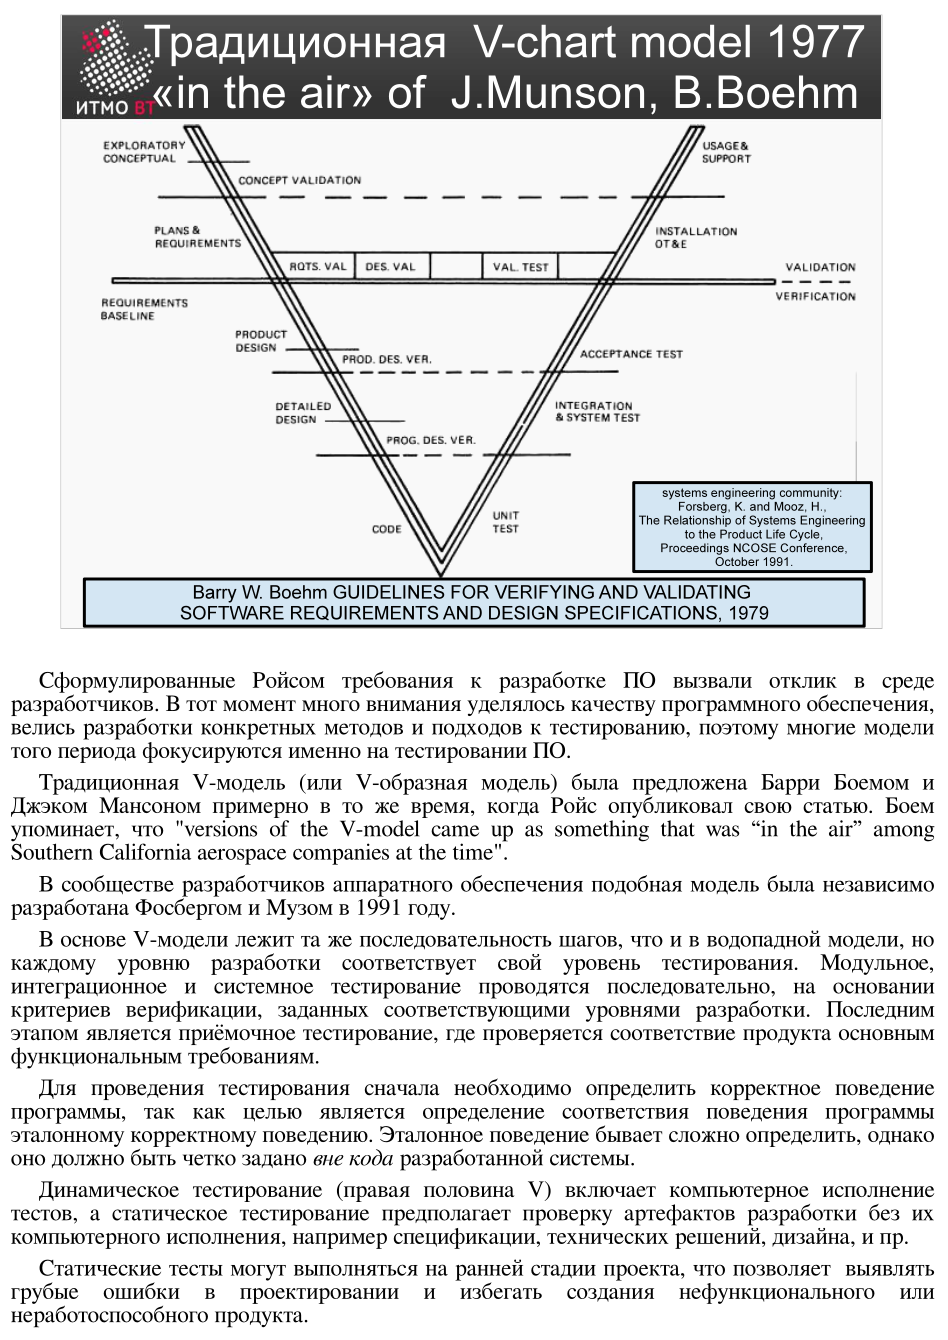 Традиционная V-chart model 1977
«in the air» of J.Munson, B.Boehm
ИТМО ВТ
EXPLORATORY
CONCEPTUAL
USAGE&
SUPPORT
CONCEPT VALIDATION
PLANS &
REQUIREMENTS
INSTALLATION
OT&E
RQTS. VAL
DES. VAL
VAL. TEST
VALIDATION
VERIFICATION
REQUIREMENTS
BASELINE
PRODUCT
DESIGN
PROD. DES. VER.
ACCEPTANCE TEST
DETAILED
DESIGN
INTEGRATION
& SYSTEM TEST
PROG. DES. VER.
CODE
UNIT
TEST
systems engineering community:
Forsberg, K. and Mooz, H.,
The Relationship of Systems Engineering
to the Product Life Cycle,
Proceedings NCOSE Conference,
October 1991.
Barry W. Boehm GUIDELINES FOR VERIFYING AND VALIDATING
SOFTWARE REQUIREMENTS AND DESIGN SPECIFICATIONS, 1979
Сформулированные Ройсом требования к разработке ПО вызвали отклик в среде
разработчиков. В тот момент много внимания уделялось качеству программного обеспечения,
велись разработки конкретных методов и подходов к тестированию, поэтому многие модели
того периода фокусируются именно на тестировании ПО.
Традиционная V-модель (или V-образная модель) была предложена Барри Боемом и
Джэком Мансоном примерно в то же время, когда Ройс опубликовал свою статью. Боем
упоминает, что "versions of the V-model came up as something that was “in the air” among
Southern California aerospace companies at the time".
В сообществе разработчиков аппаратного обеспечения подобная модель была независимо
разработана Фосбергом и Музом в 1991 году.
В основе V-модели лежит та же последовательность шагов, что и в водопадной модели, но
каждому уровню разработки соответствует свой уровень тестирования. Модульное,
интеграционное и системное тестирование проводятся последовательно, на основании
критериев верификации, заданных соответствующими уровнями разработки. Последним
этапом является приёмочное тестирование, где проверяется соответствие продукта основным
функциональным требованиям.
Для проведения тестирования сначала необходимо определить корректное поведение
программы, так как целью является определение соответствия поведения программы
эталонному корректному поведению. Эталонное поведение бывает сложно определить, однако
оно должно быть четко задано вне кода разработанной системы.
Динамическое тестирование (правая половина V) включает компьютерное исполнение
тестов, а статическое тестирование предполагает проверку артефактов разработки без их
компьютерного исполнения, например спецификации, технических решений, дизайна, и пр.
Статические тесты могут выполняться на ранней стадии проекта, что позволяет выявлять
грубые ошибки в проектировании и избегать создания нефункционального или
неработоспособного продукта.